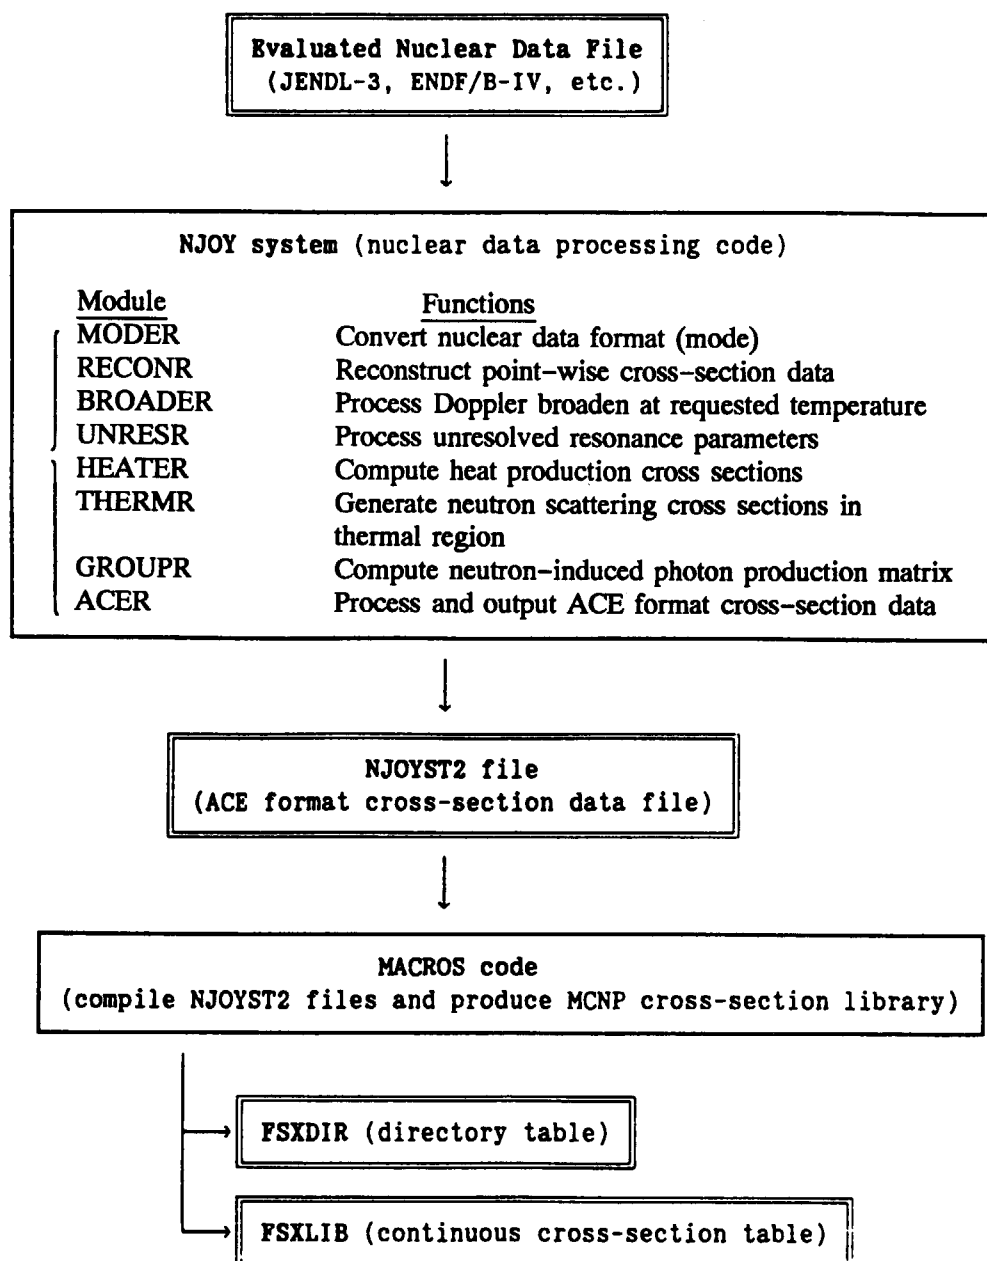 Evaluated Nuclear Data File
(JENDL-3, ENDF/B-IV, etc.)
NJOY system (nuclear data processing code)
Module Functions
MODER Convert nuclear data format (mode)
RECONR Reconstruct point-wise cross-section data
BROADER Process Doppler broaden at requested temperature
UNRESR Process unresolved resonance parameters
HEATER Compute heat production cross sections
THERMR Generate neutron scattering cross sections in
thermal region
GROUPR Compute neutron-induced photon production matrix
ACER Process and output ACE format cross-section data
NJOYST2 file
(ACE format cross-section data file)
MACROS code
(compile NJOYST2 files and produce MCNP cross-section library)
FSXDIR (directory table)
FSXLIB (continuous cross-section table)